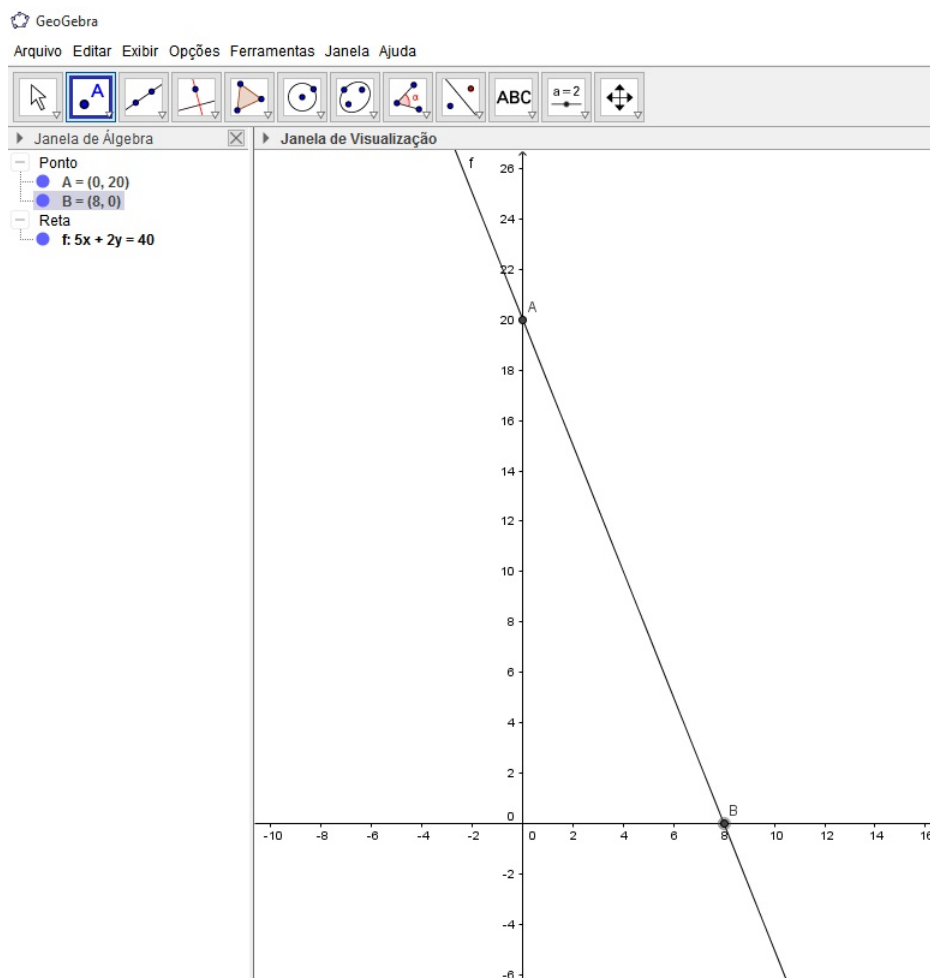 GeoGebra
Arquivo Editar Exibir Opções Ferramentas Janela Ajuda
A α ABC a=2
Janela de Álgebra
Janela de Visualização
Ponto
A = (0, 20)
B = (8, 0)
Reta
f: 5x + 2y = 40
f
26
24
22
A
20
18
16
14
12
10
8
6
4
2
B
0
-10 -8 -6 -4 -2 0 2 4 6 8 10 12 14 16
-2
-4
-6